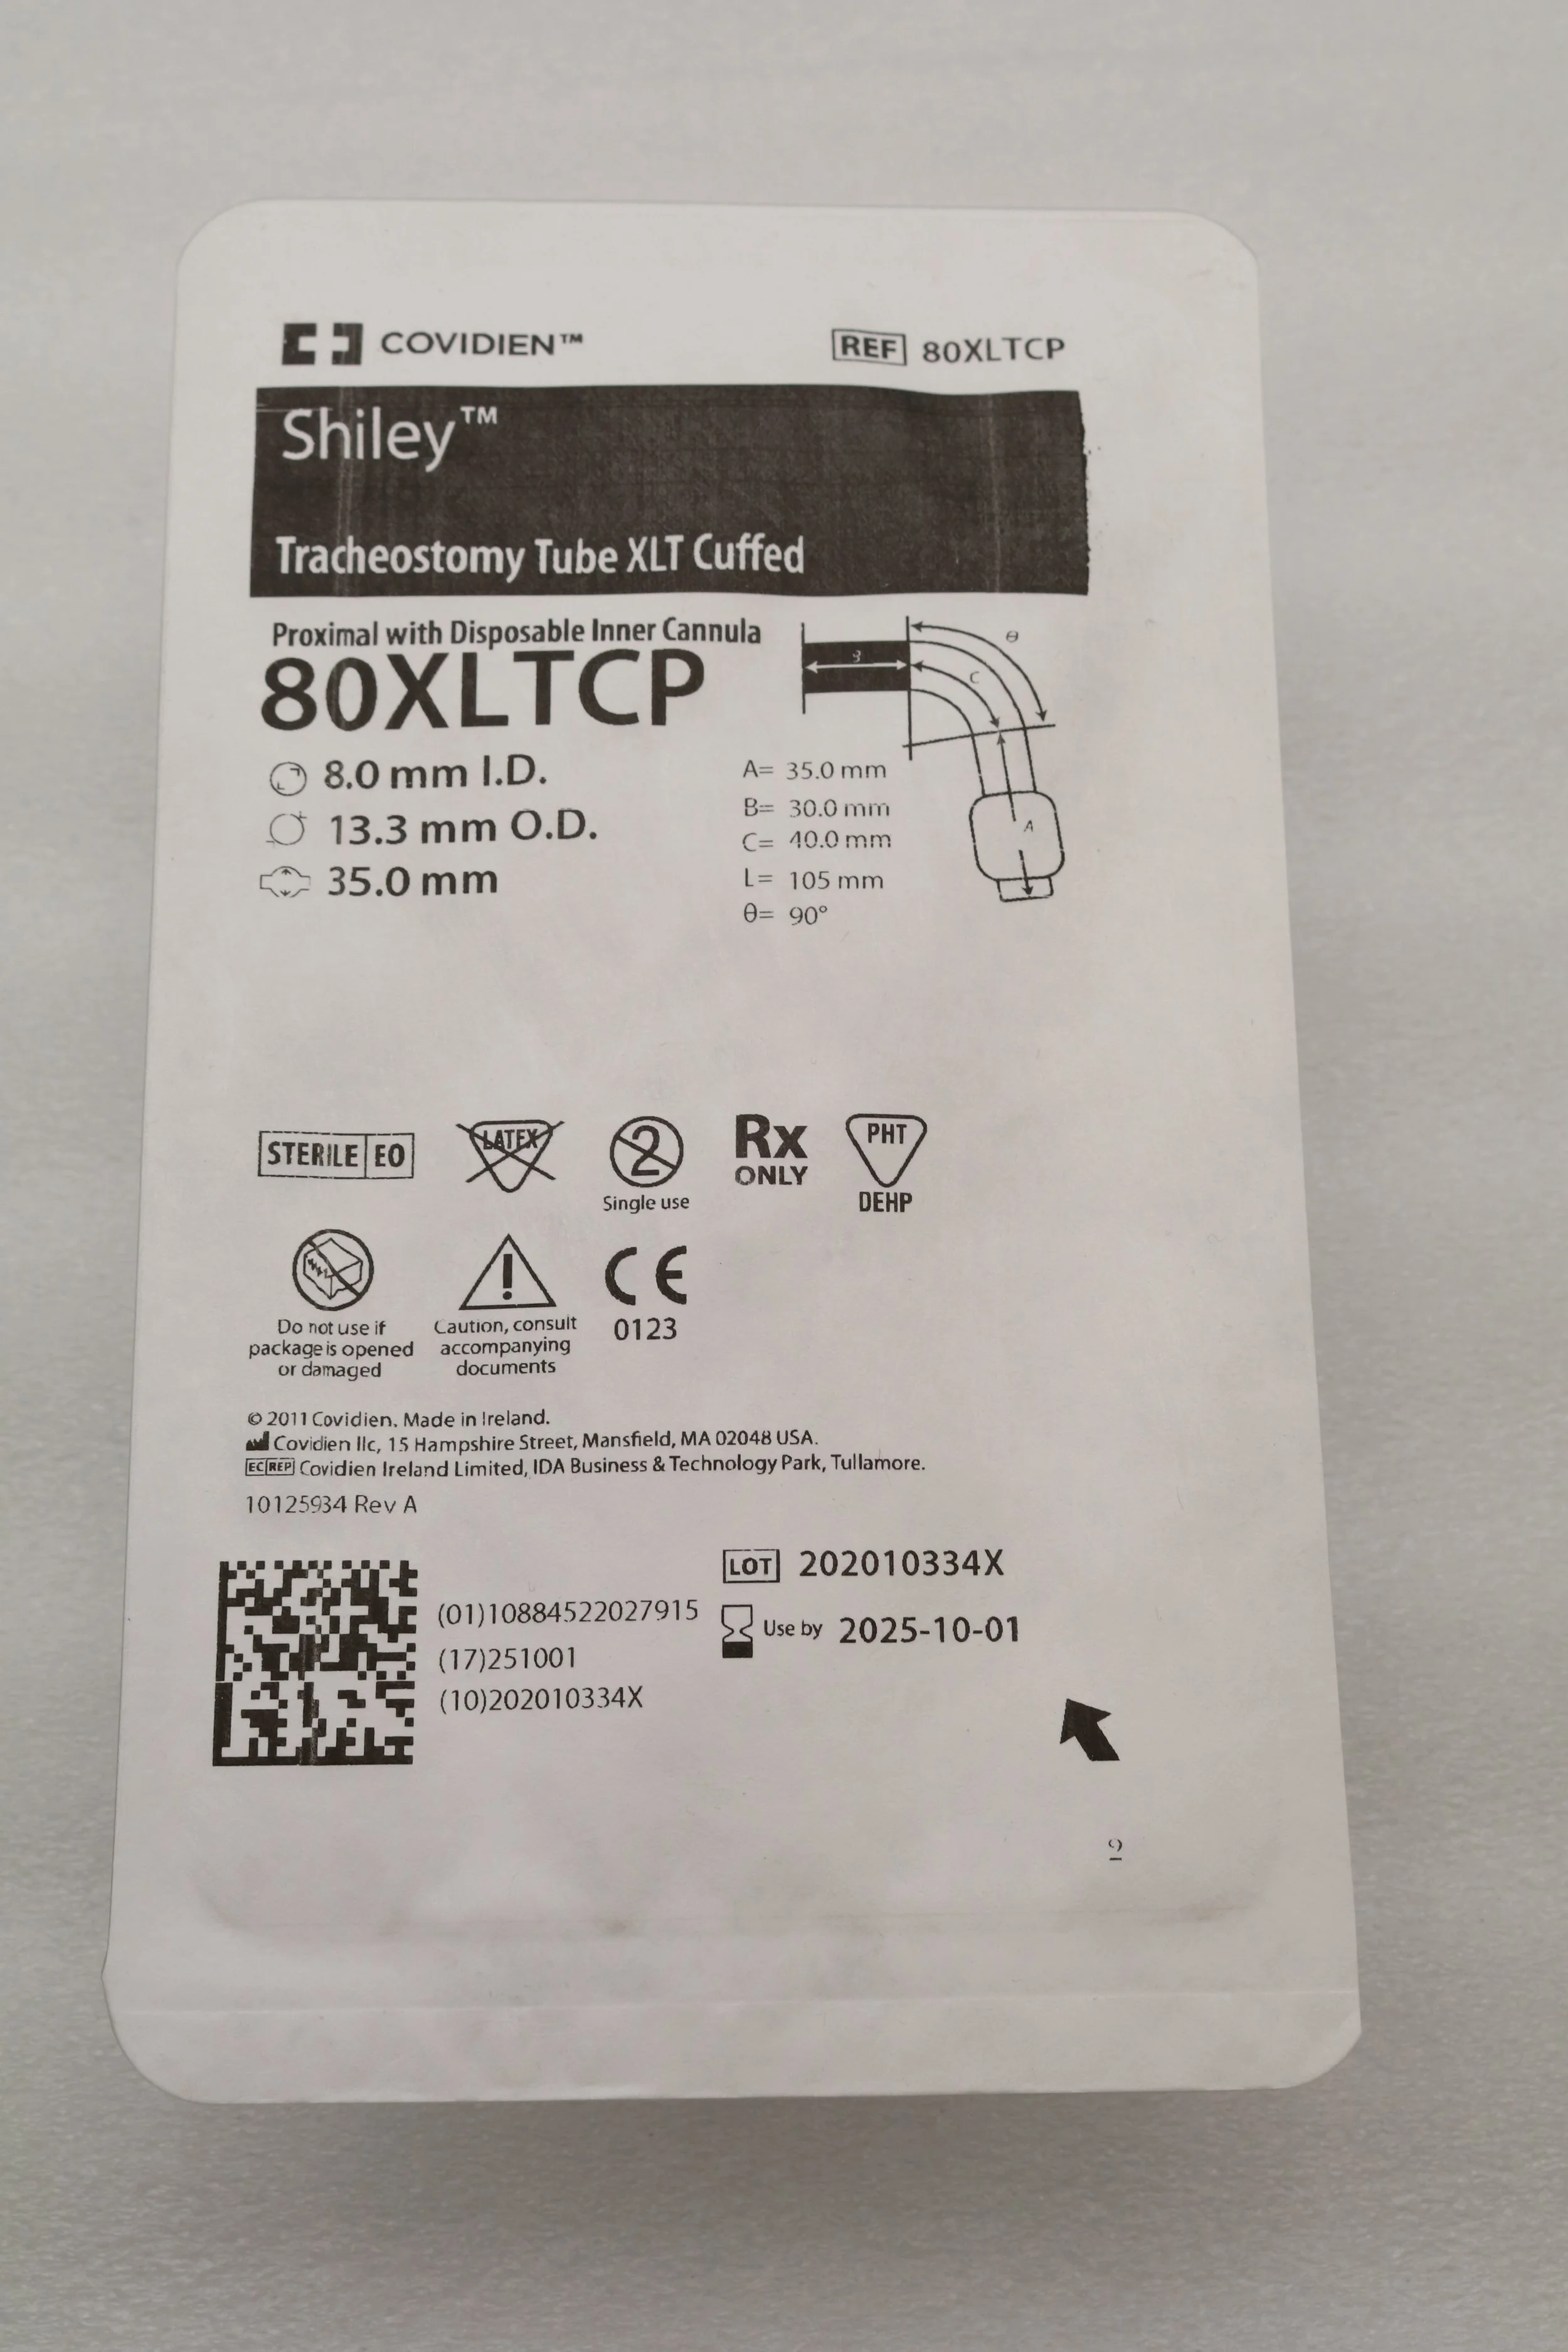 COVIDIEN™
REF 80XLTCP
Shiley™
Tracheostomy Tube XLT Cuffed
Proximal with Disposable Inner Cannula
80XLTCP
8.0 mm I.D.
13.3 mm O.D.
35.0 mm
θ
C
A
A= 35.0 mm
B= 30.0 mm
C= 40.0 mm
L= 105 mm
θ= 90°
STERILE EO
LATEX
2
Single use
Rx
ONLY
PHT
DEHP
Do not use if
package is opened
or damaged
!
Caution, consult
accompanying
documents
CE
0123
© 2011 Covidien. Made in Ireland.
Covidien llc, 15 Hampshire Street, Mansfield, MA 02048 USA.
EC REP Covidien Ireland Limited, IDA Business & Technology Park, Tullamore.
10125934 Rev A
(01)10884522027915
(17)251001
(10)202010334X
LOT 202010334X
Use by 2025-10-01